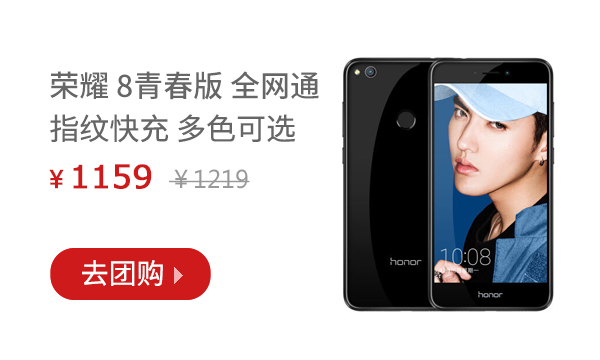 荣耀 8青春版 全网通
指纹快充 多色可选
¥ 1159 ¥1219
去团购
honor
10:08
honor